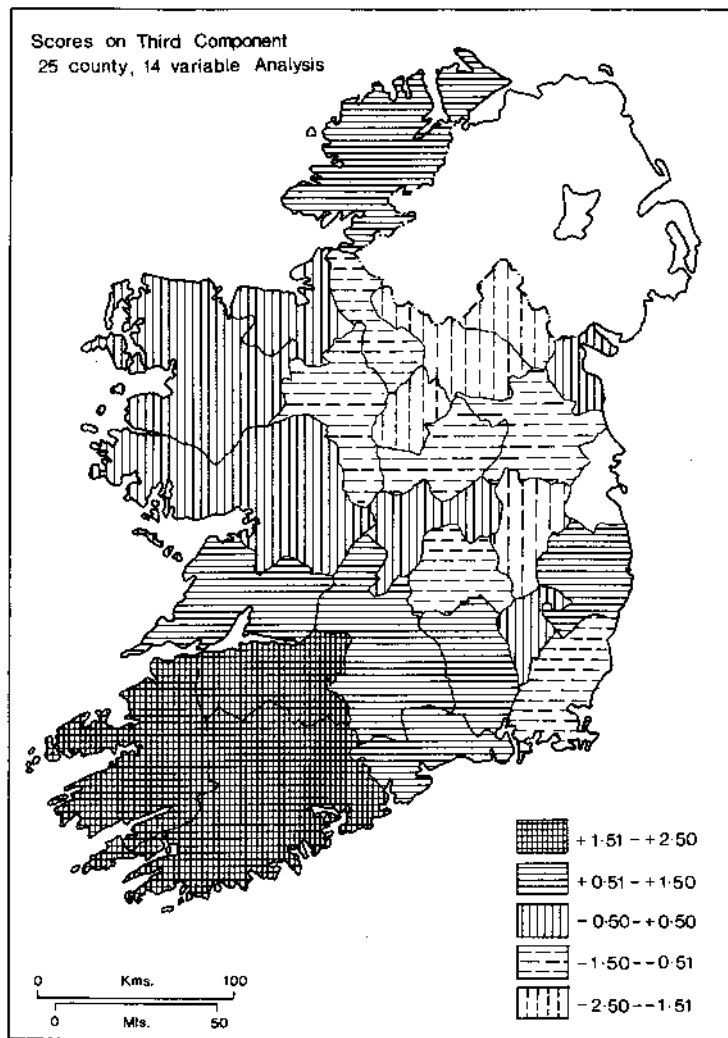 Scores on Third Component
25 county, 14 variable Analysis
+1·51-+2·50
+0·51-+1·50
-0·50-+0·50
-1·50--0·51
-2·50--1·51
0 Kms. 100
0 Mls. 50